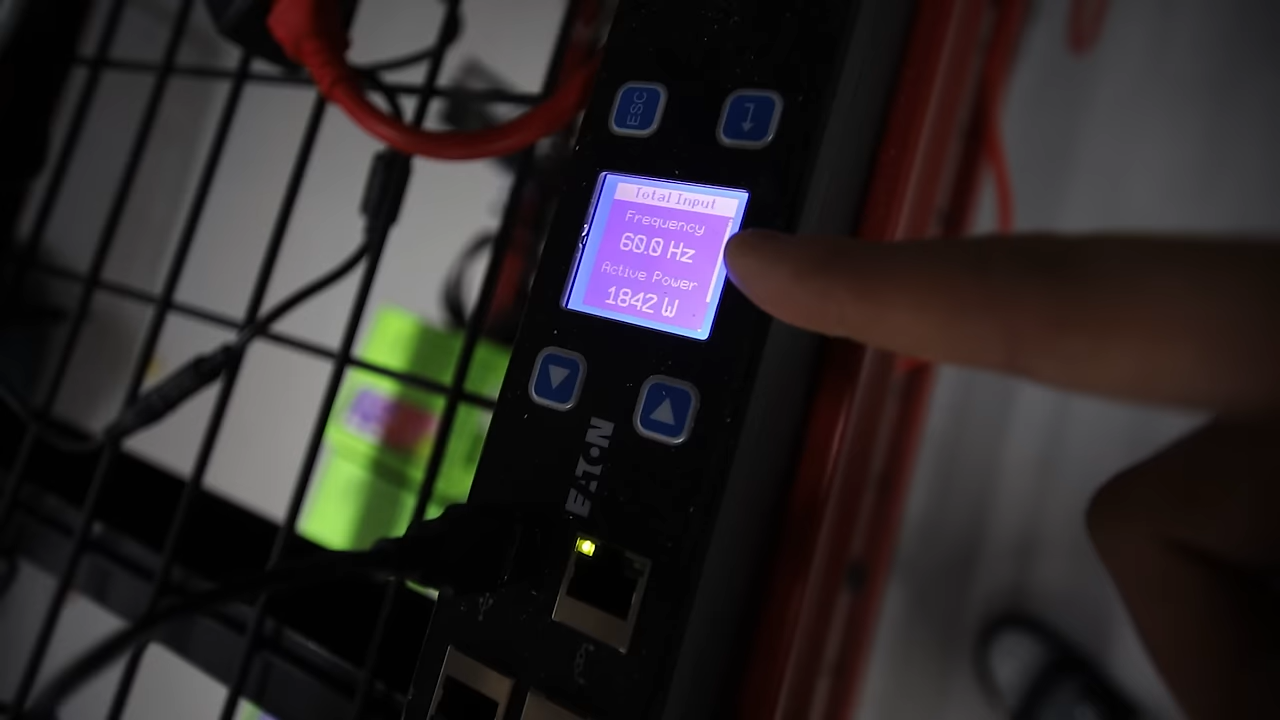 ESC
Total Input
Frequency
60.0 Hz
Active Power
1842 W
EATON